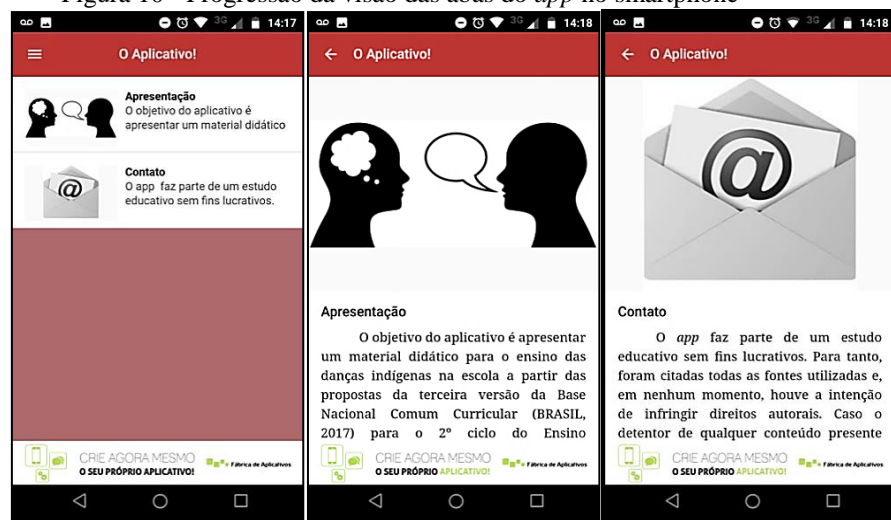 Figura 10 - Progressão da visão das abas do app no smartphone
3G 14:17
O Aplicativo!
Apresentação
O objetivo do aplicativo é
apresentar um material didático
@
Contato
O app faz parte de um estudo
educativo sem fins lucrativos.
CRIE AGORA MESMO
O SEU PRÓPRIO APLICATIVO!
Fábrica de Aplicativos
3G 14:18
O Aplicativo!
Apresentação
O objetivo do aplicativo é apresentar
um material didático para o ensino das
danças indígenas na escola a partir das
propostas da terceira versão da Base
Nacional Comum Curricular (BRASIL,
2017) para o 2º ciclo do Ensino
CRIE AGORA MESMO
O SEU PRÓPRIO APLICATIVO!
Fábrica de Aplicativos
3G 14:18
O Aplicativo!
@
Contato
O app faz parte de um estudo
educativo sem fins lucrativos. Para tanto,
foram citadas todas as fontes utilizadas e,
em nenhum momento, houve a intenção
de infringir direitos autorais. Caso o
detentor de qualquer conteúdo presente
CRIE AGORA MESMO
O SEU PRÓPRIO APLICATIVO!
Fábrica de Aplicativos